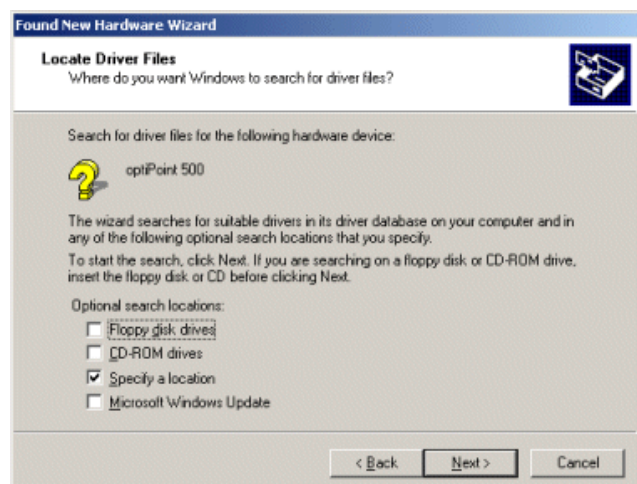 Found New Hardware Wizard
Locate Driver Files
Where do you want Windows to search for driver files?
Search for driver files for the following hardware device:
optiPoint 500
The wizard searches for suitable drivers in its driver database on your computer and in
any of the following optional search locations that you specify.
To start the search, click Next. If you are searching on a floppy disk or CD-ROM drive,
insert the floppy disk or CD before clicking Next.
Optional search locations:
Floppy disk drives
CD-ROM drives
Specify a location
Microsoft Windows Update
< Back Next > Cancel